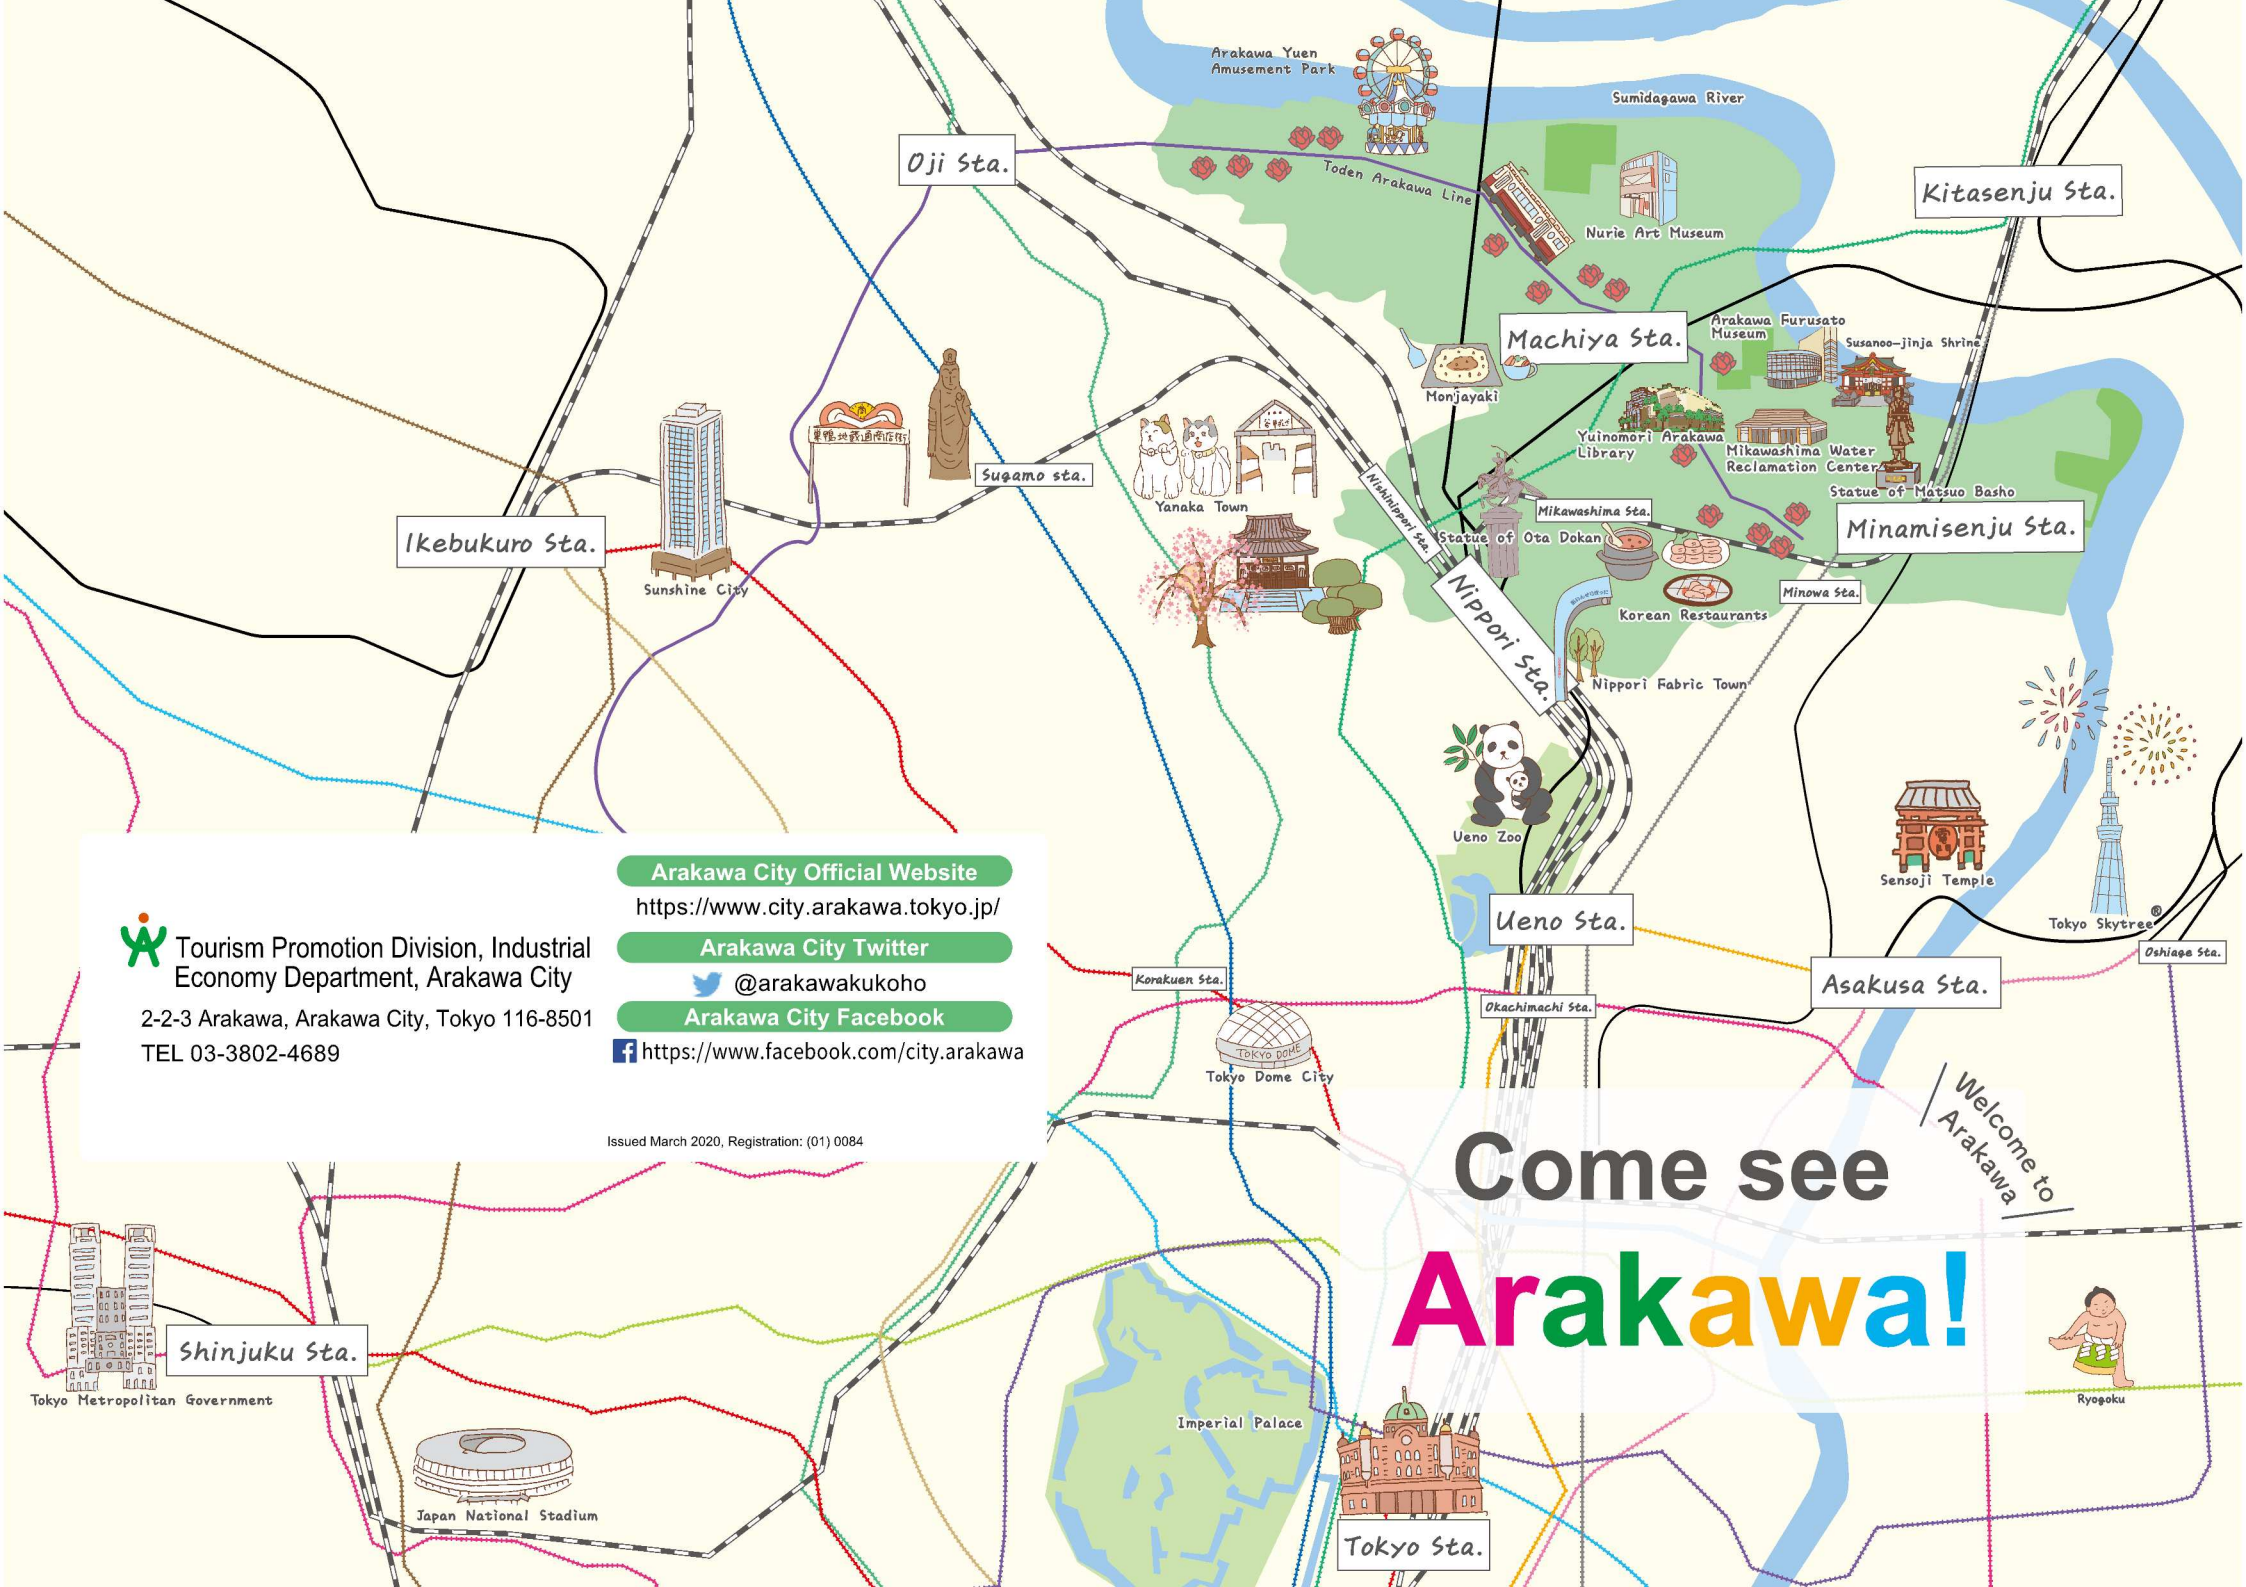 Arakawa Yuen
Amusement Park
Sumidagawa River
Oji Sta.
Toden Arakawa Line
Kitasenju Sta.
Nurie Art Museum
Machiya Sta.
Arakawa Furusato
Museum
Susanoo-jinja Shrine
Monjayaki
巣鴨地蔵通商店街
Sugamo sta.
Yanaka Town
Nishinippori Sta.
Yuinomori Arakawa
Library
Mikawashima Water
Reclamation Center
Statue of Matsuo Basho
Mikawashima Sta.
Minamisenju Sta.
Ikebukuro Sta.
Statue of Ota Dokan
Sunshine City
Nippori Sta.
Minowa Sta.
Korean Restaurants
Nippori Fabric Town
Ueno Zoo
Sensoji Temple
Tokyo Skytree®
Ueno Sta.
Oshiage Sta.
Asakusa Sta.
Korakuen Sta.
Okachimachi Sta.
TOKYO DOME
Tokyo Dome City
Tourism Promotion Division, Industrial
Economy Department, Arakawa City
2-2-3 Arakawa, Arakawa City, Tokyo 116-8501
TEL 03-3802-4689
Arakawa City Official Website
https://www.city.arakawa.tokyo.jp/
Arakawa City Twitter
@arakawakukoho
Arakawa City Facebook
https://www.facebook.com/city.arakawa
Issued March 2020, Registration: (01) 0084
Welcome to
Arakawa
Come see
Arakawa!
Shinjuku Sta.
Tokyo Metropolitan Government
Japan National Stadium
Imperial Palace
Tokyo Sta.
Ryogoku